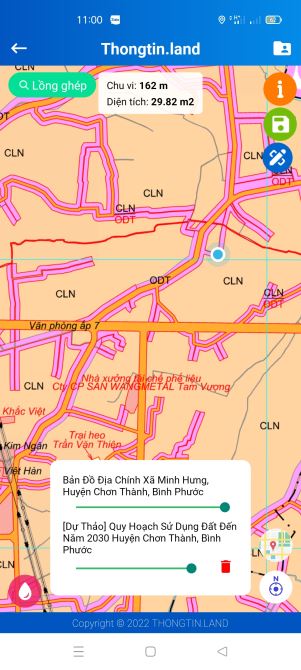 11:00
Thongtin.land
Lồng ghép
Chu vi: 162 m
Diện tích: 29.82 m2
CLN
CLN
CLN
CLN
ODT
CLN
ODT
ODT
CLN
CLN
CLN
ODT
Văn phòng ấp 7
Nhà xưởng tái chế phế liệu
CLN
Cty CP SAN WANGMETAL Tam Vượng
Khắc Việt
CLN
Trại heo
Trần Văn Thiện
Kim Ngân
Việt Hàn
Bản Đồ Địa Chính Xã Minh Hưng,
Huyện Chơn Thành, Bình Phước
[Dự Thảo] Quy Hoạch Sử Dụng Đất Đến
Năm 2030 Huyện Chơn Thành, Bình
Phước
N
Copyright © 2022 THONGTIN.LAND